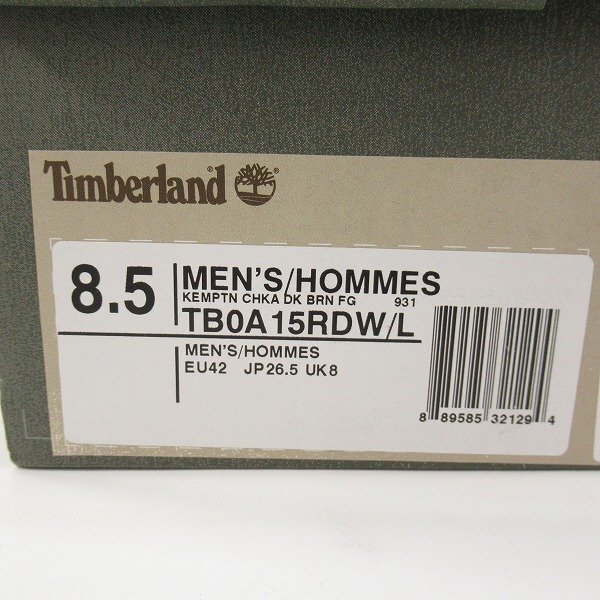 Timberland
8.5
MEN'S/HOMMES
KEMPTN CHKA DK BRN FG 931
TB0A15RDW/L
MEN'S/HOMMES
EU42 JP26.5 UK8
8 89585 32129 4